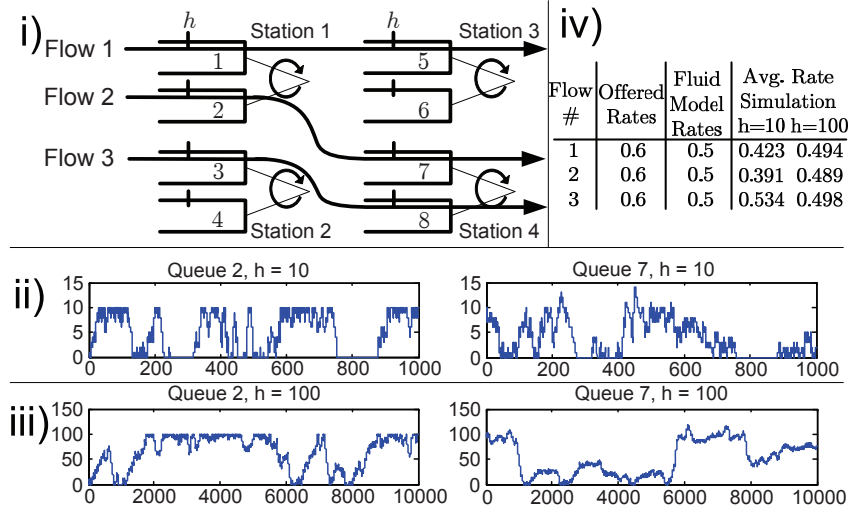 i)
h
Station 1
h
Station 3
Flow 1
1
5
Flow 2
2
6
Flow 3
3
7
4
8
Station 2
Station 4
iv)
Flow # Offered Rates Fluid Model Rates Avg. Rate Simulation h=10 h=100
1 0.6 0.5 0.423 0.494
2 0.6 0.5 0.391 0.489
3 0.6 0.5 0.534 0.498
ii)
Queue 2, h = 10
15
10
5
0
0 200 400 600 800 1000
Queue 7, h = 10
15
10
5
0
0 200 400 600 800 1000
iii)
Queue 2, h = 100
150
100
50
0
0 2000 4000 6000 8000 10000
Queue 7, h = 100
150
100
50
0
0 2000 4000 6000 8000 10000